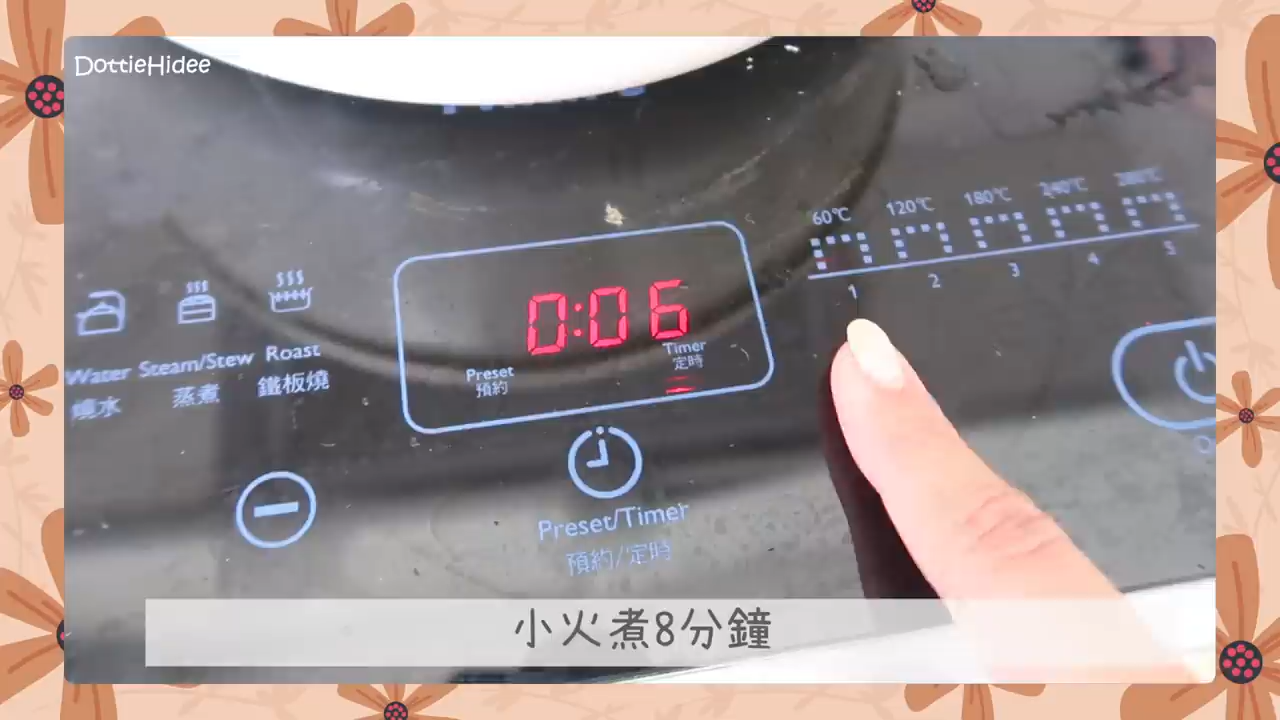 DottieHidee
60℃ 120℃ 180℃ 240℃
1 2 3 4 5
Water Steam/Stew Roast
燒水 蒸煮 鐵板燒
0:06
Preset Timer
預約 定時
Preset/Timer
預約/定時
小火煮8分鐘